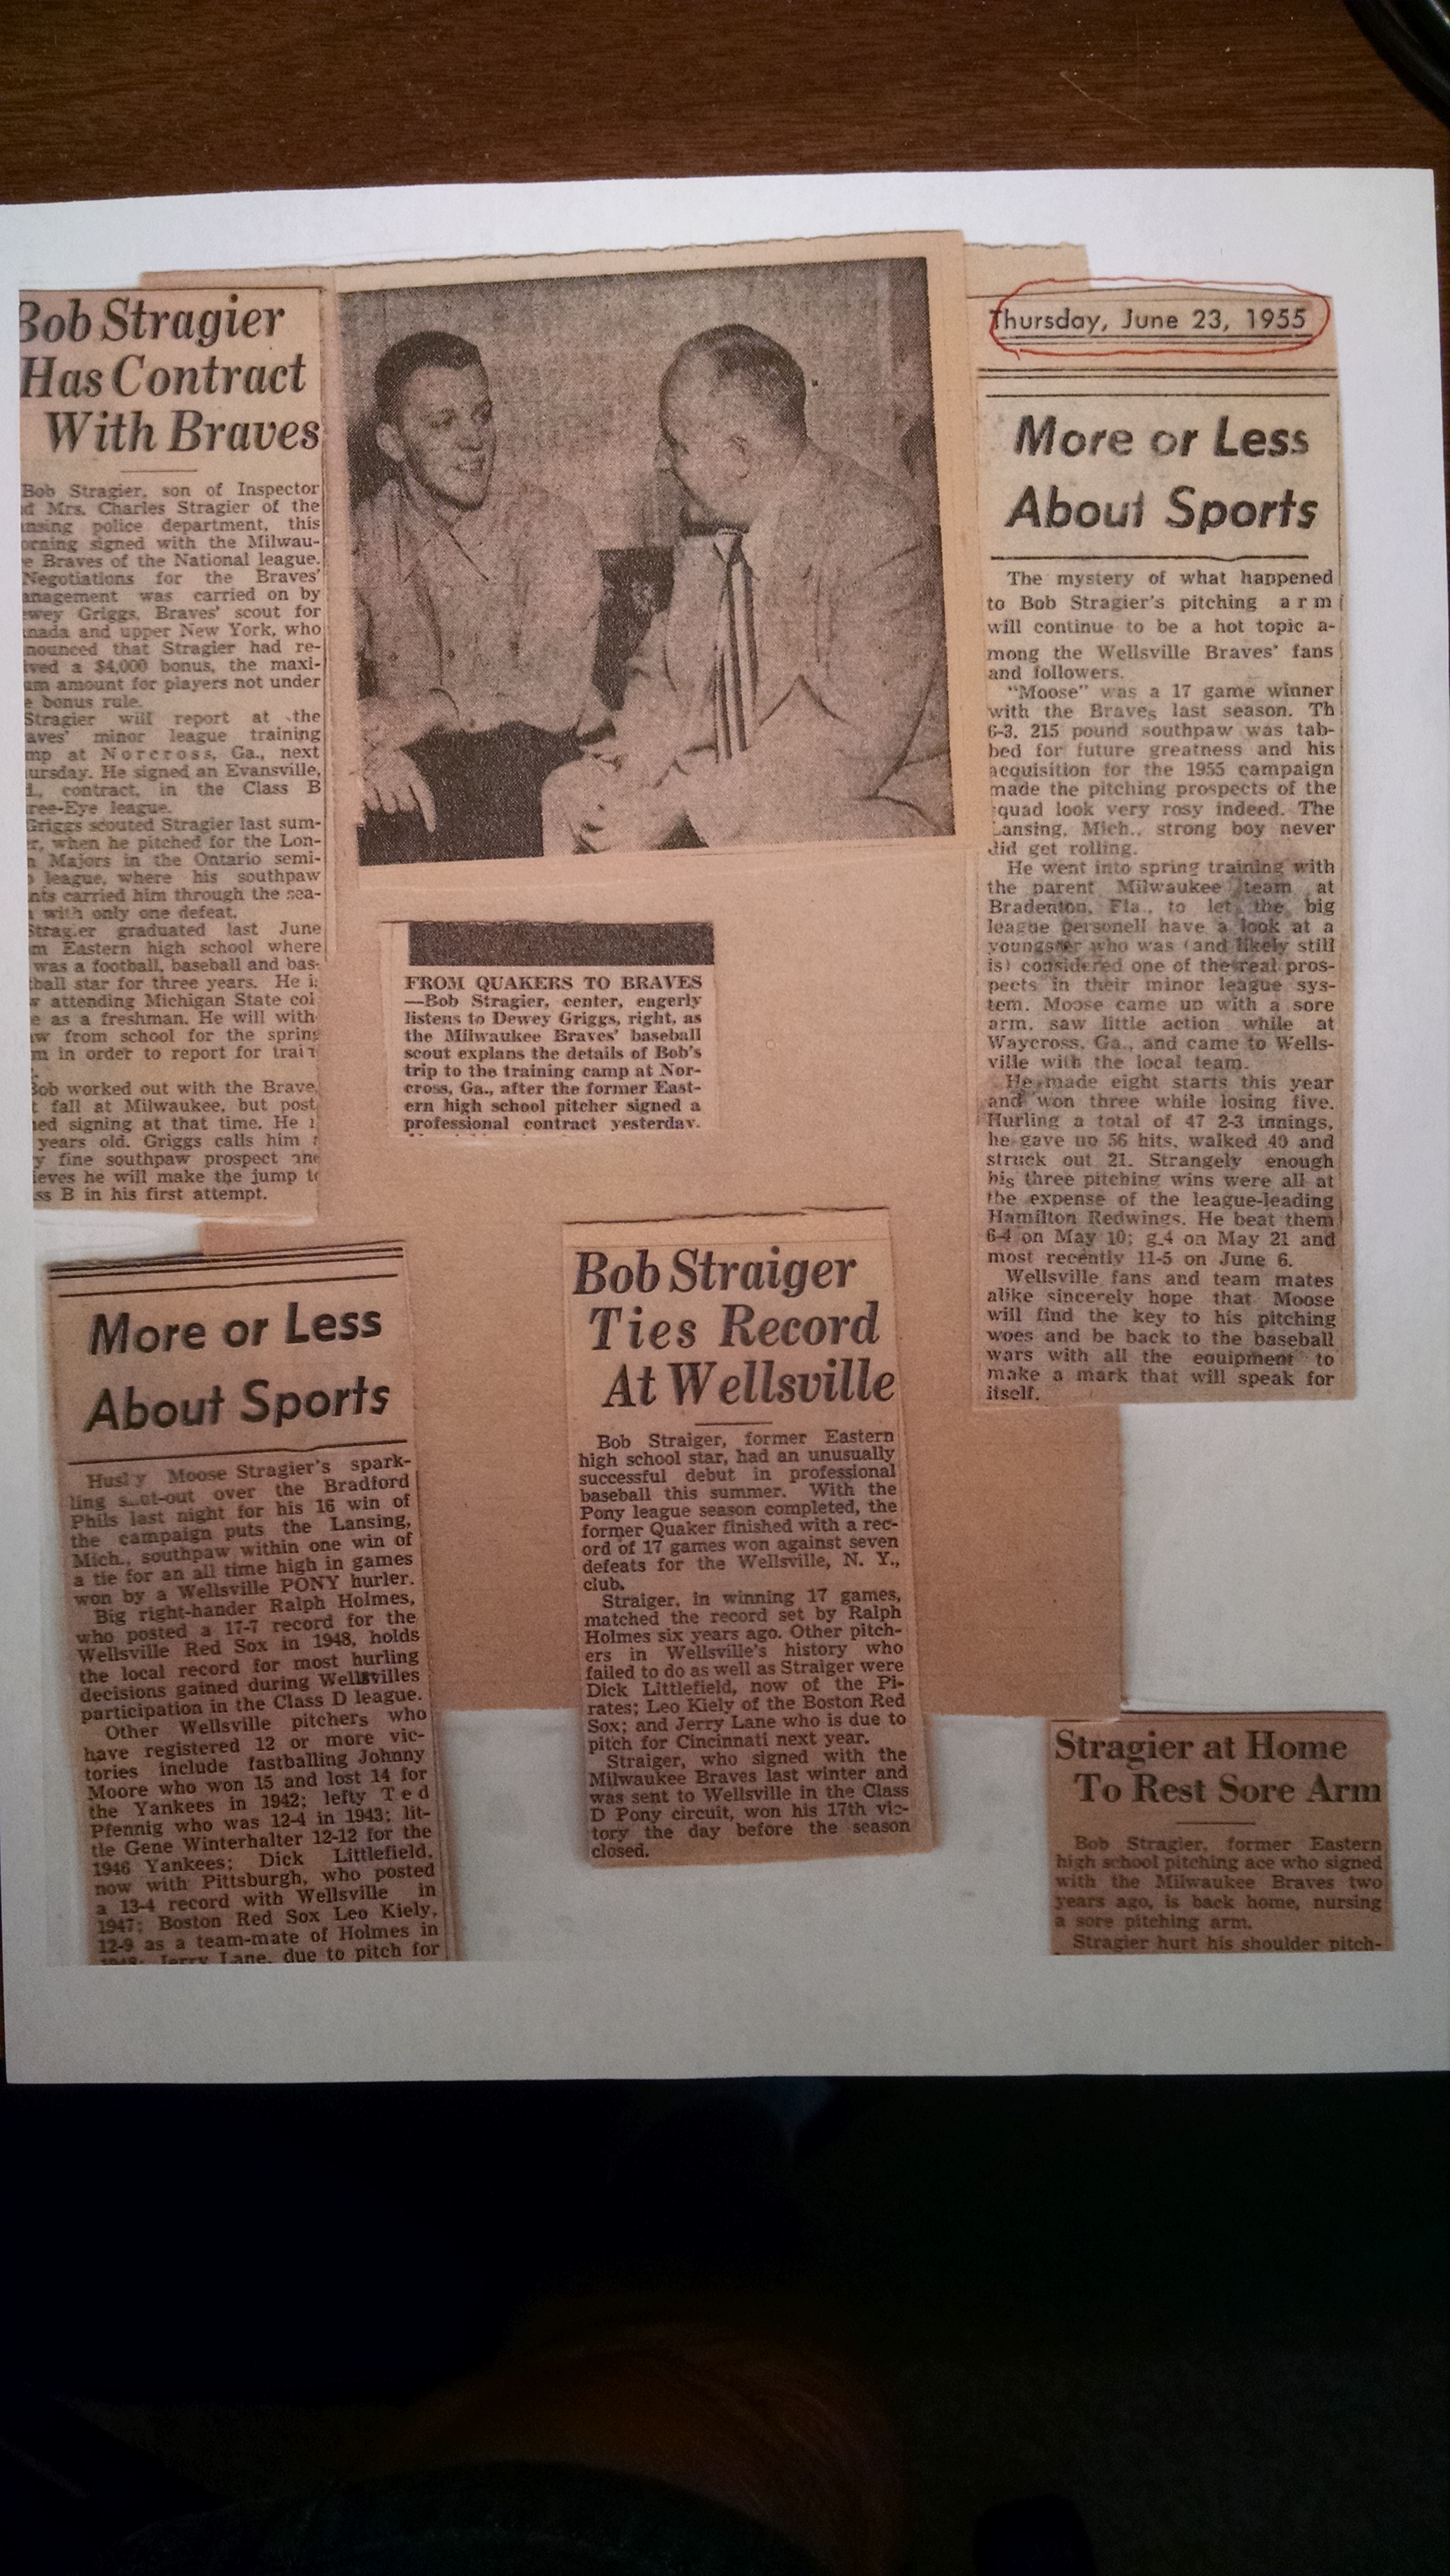 Bob Stragier
Has Contract
With Braves
Bob Stragier, son of Inspector
Mrs. Charles Stragier of the
police department, this
signed with the Milwau-
Braves of the National league.
Negotiations for the Braves'
was carried on by
Griggs, Braves' scout for
and upper New York, who
that Stragier had re-
a $4,000 bonus, the maxi-
amount for players not under
bonus rule.
Stragier will report at the
minor league training
at Norcross, Ga., next
He signed an Evansville,
contract, in the Class B
league.
Griggs scouted Stragier last sum-
when he pitched for the Lon-
Majors in the Ontario semi-
league, where his southpaw
carried him through the sea-
with only one defeat.
graduated last June
Eastern high school where
was a football, baseball and bas-
ball star for three years. He
attending Michigan State col
as a freshman. He will with
from school for the spring
in order to report for
Bob worked out with the Brave
fall at Milwaukee, but post
signing at that time. He
years old. Griggs calls him
fine southpaw prospect
he will make the jump
B in his first attempt.
FROM QUAKERS TO BRAVES
—Bob Stragier, center, eagerly
listens to Dewey Griggs, right, as
the Milwaukee Braves' baseball
scout explans the details of Bob's
trip to the training camp at Nor-
cross, Ga., after the former East-
ern high school pitcher signed a
professional contract yesterday.
Thursday, June 23, 1955
More or Less
About Sports
The mystery of what happened
to Bob Stragier's pitching arm
will continue to be a hot topic a-
mong the Wellsville Braves' fans
and followers.
"Moose" was a 17 game winner
with the Braves last season. Th
6-3, 215 pound southpaw was tab-
bed for future greatness and his
acquisition for the 1955 campaign
made the pitching prospects of the
squad look very rosy indeed. The
Lansing, Mich., strong boy never
did get rolling.
He went into spring training with
the parent Milwaukee team at
Bradenton, Fla., to let the big
league personell have a look at a
youngster who was (and likely still
is) considered one of the real pros-
pects in their minor league sys-
tem. Moose came up with a sore
arm, saw little action while at
Waycross, Ga., and came to Wells-
ville with the local team.
He made eight starts this year
and won three while losing five.
Hurling a total of 47 2-3 innings,
he gave up 56 hits, walked 40 and
struck out 21. Strangely enough
his three pitching wins were all at
the expense of the league-leading
Hamilton Redwings. He beat them
6-4 on May 10; on May 21 and
most recently 11-5 on June 6.
Wellsville fans and team mates
alike sincerely hope that Moose
will find the key to his pitching
woes and be back to the baseball
wars with all the equipment to
make a mark that will speak for
itself.
More or Less
About Sports
Moose Stragier's spark-
ling over the Bradford
Phils last night for his 16 win of
the campaign puts the Lansing,
Mich., southpaw within one win of
a tie for an all time high in games
won by a Wellsville PONY hurler.
Big right-hander Ralph Holmes,
who posted a 17-7 record for the
Wellsville Red Sox in 1948, holds
the local record for most hurling
decisions gained during Wellsvilles
participation in the Class D league.
Other Wellsville pitchers who
have registered 12 or more vic-
tories include fastballing Johnny
Moore who won 15 and lost 14 for
the Yankees in 1942; lefty Ted
Pfennig who was 12-4 in 1943; lit-
tle Gene Winterhalter 12-12 for the
1946 Yankees; Dick Littlefield,
now with Pittsburgh, who posted
a 13-4 record with Wellsville in
1947; Boston Red Sox Leo Kiely,
12-9 as a team-mate of Holmes in
1948; Jerry Lane, due to pitch for
Bob Straiger
Ties Record
At Wellsville
Bob Straiger, former Eastern
high school star, had an unusually
successful debut in professional
baseball this summer. With the
Pony league season completed, the
former Quaker finished with a rec-
ord of 17 games won against seven
defeats for the Wellsville, N. Y.,
club.
Straiger, in winning 17 games,
matched the record set by Ralph
Holmes six years ago. Other pitch-
ers in Wellsville's history who
failed to do as well as Straiger were
Dick Littlefield, now of the Pi-
rates; Leo Kiely of the Boston Red
Sox; and Jerry Lane who is due to
pitch for Cincinnati next year.
Straiger, who signed with the
Milwaukee Braves last winter and
was sent to Wellsville in the Class
D Pony circuit, won his 17th vic-
tory the day before the season
closed.
Stragier at Home
To Rest Sore Arm
Bob Stragier, former Eastern
high school pitching ace who signed
with the Milwaukee Braves two
years ago, is back home, nursing
a sore pitching arm.
Stragier hurt his shoulder pitch-